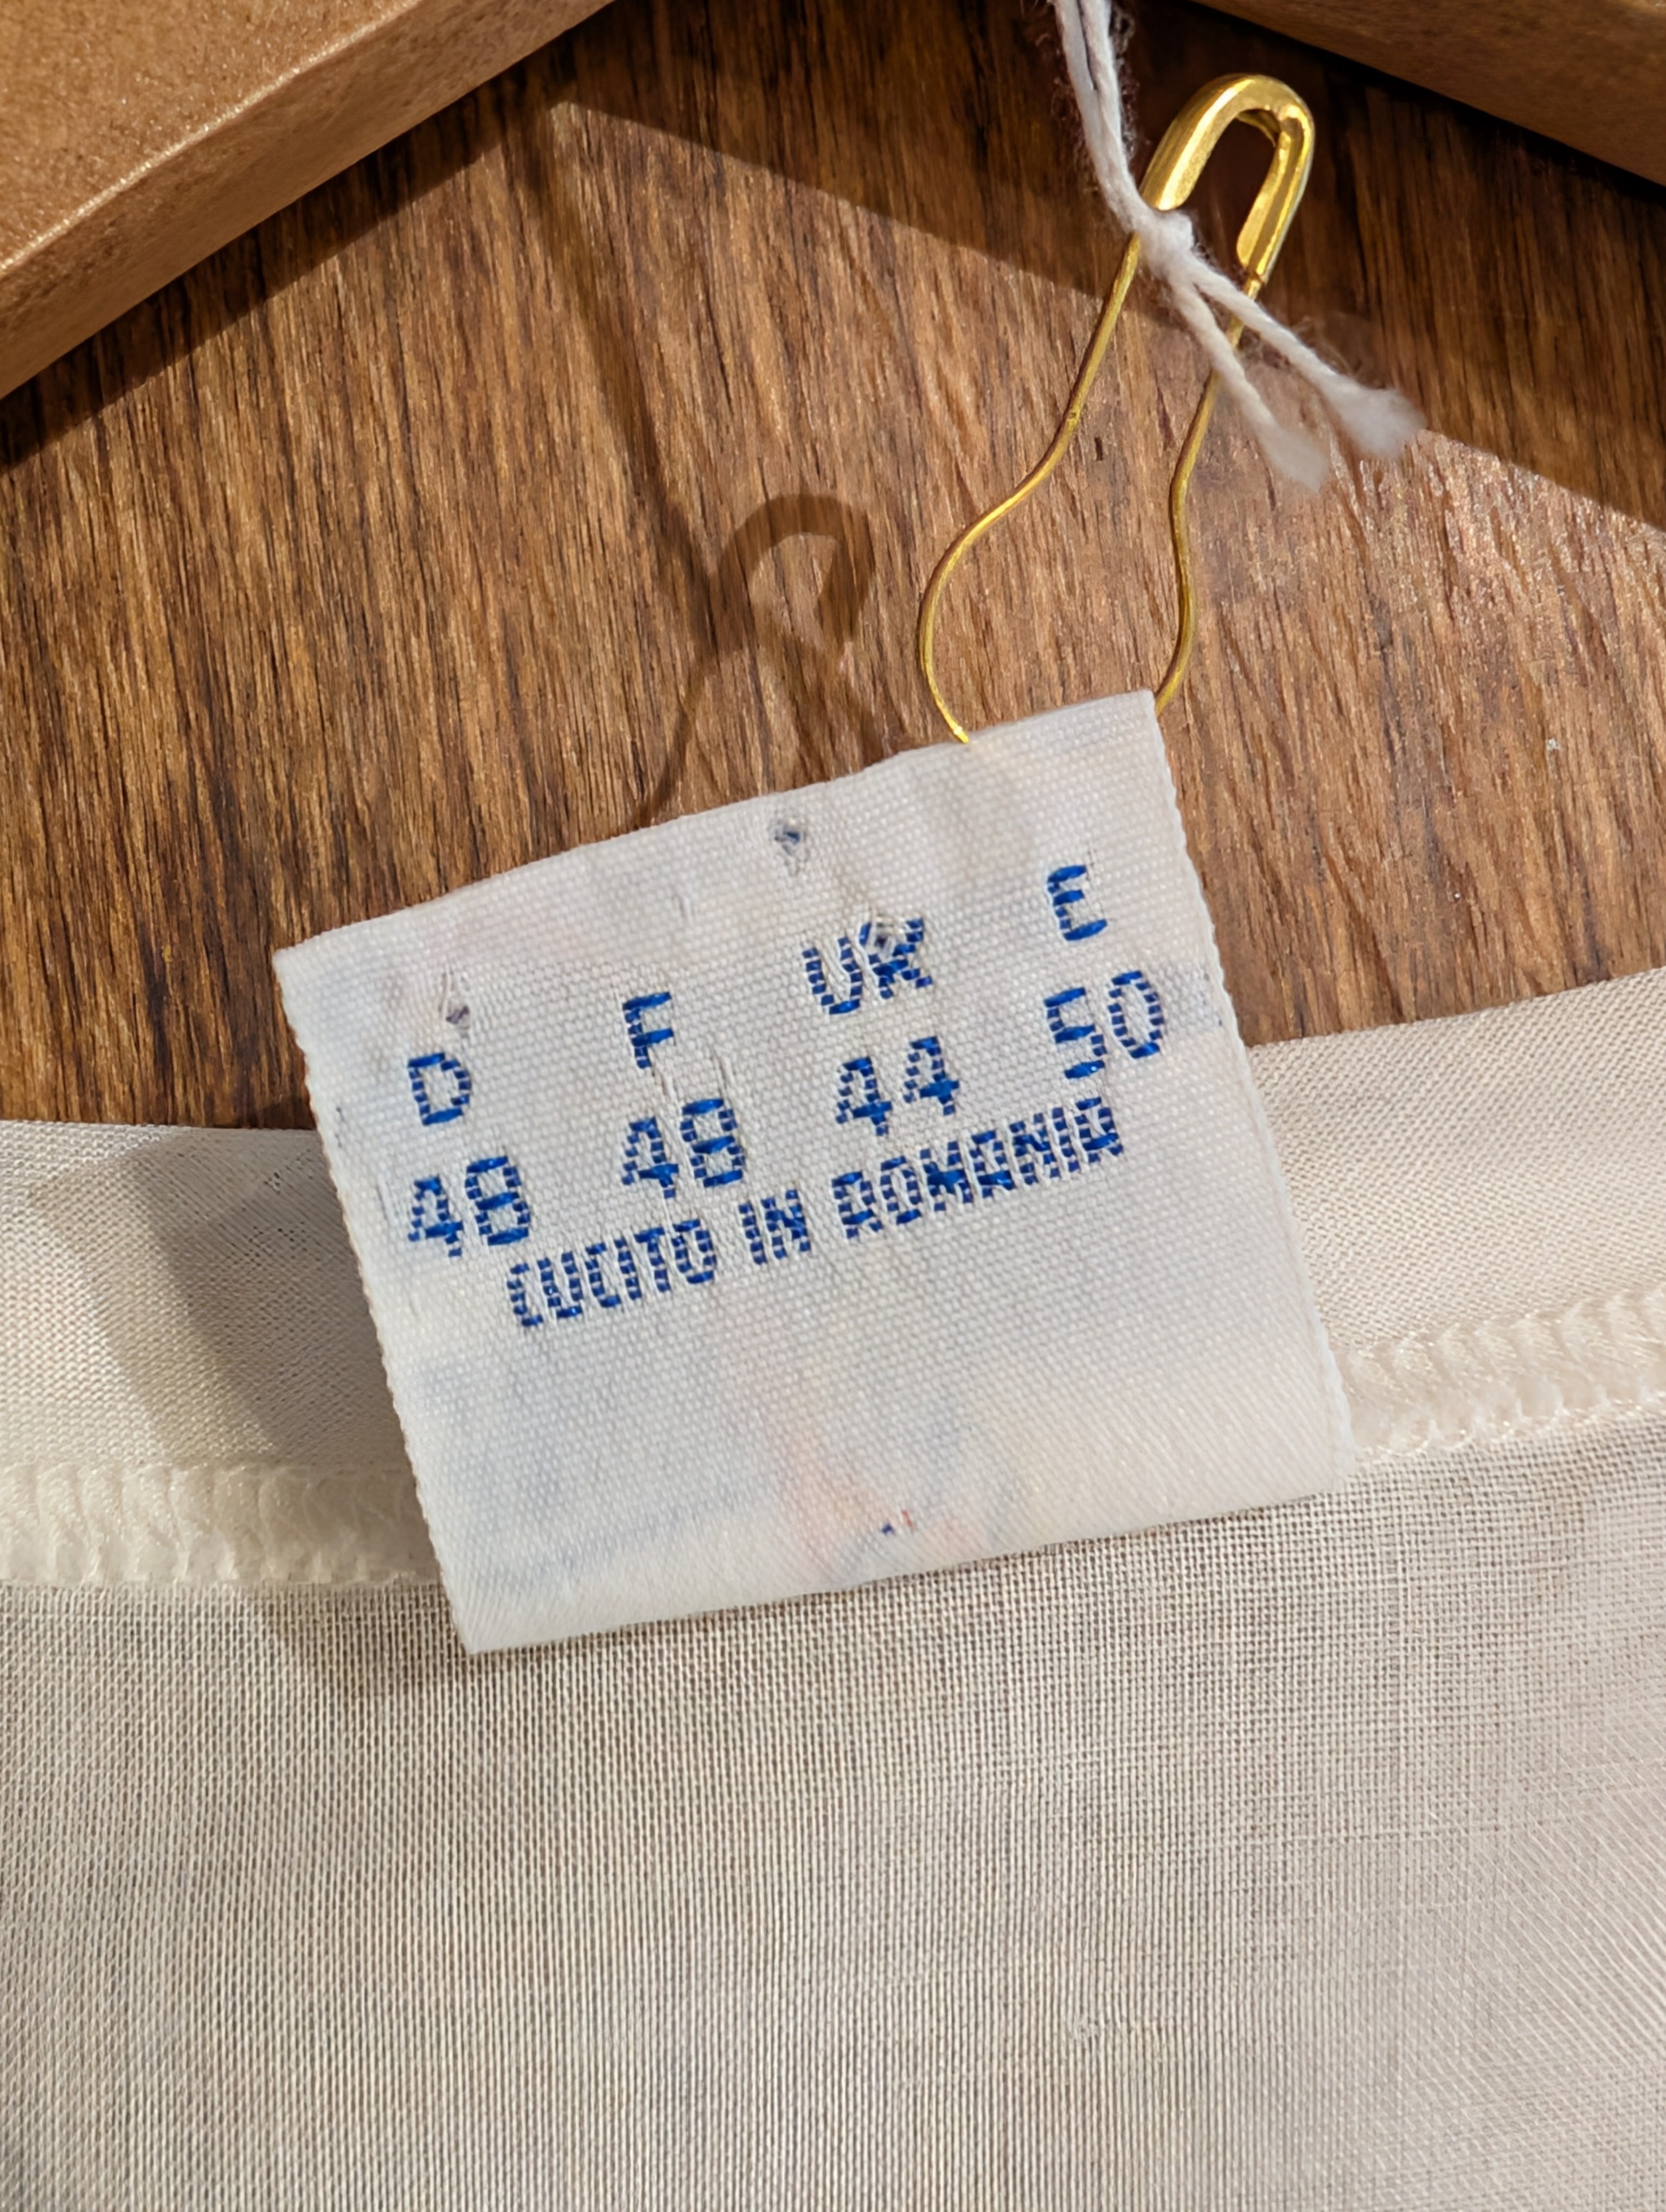 D F UK E
48 48 44 50
CUCITO IN ROMANIA